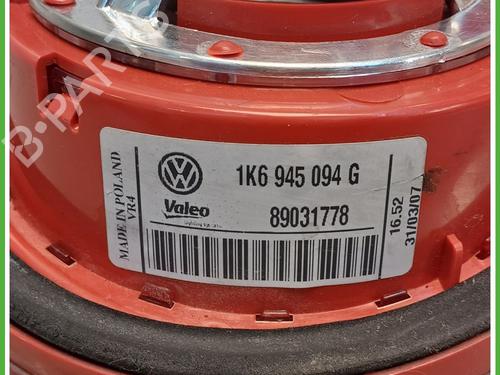 B-PARTS
MADE IN POLAND
VR4
1K6 945 094 G
Valeo
89031778
16.52
31/03/07